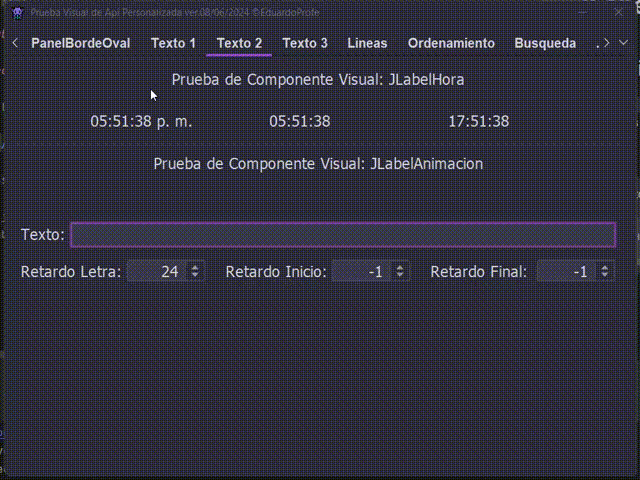 Prueba Visual de Api Personalizada ver.08/06/2024 ©EduardoProfe
PanelBordeOval Texto 1 Texto 2 Texto 3 Lineas Ordenamiento Busqueda .
Prueba de Componente Visual: JLabelHora
05:51:38 p. m. 05:51:38 17:51:38
Prueba de Componente Visual: JLabelAnimacion
Texto:
Retardo Letra: 24 Retardo Inicio: -1 Retardo Final: -1